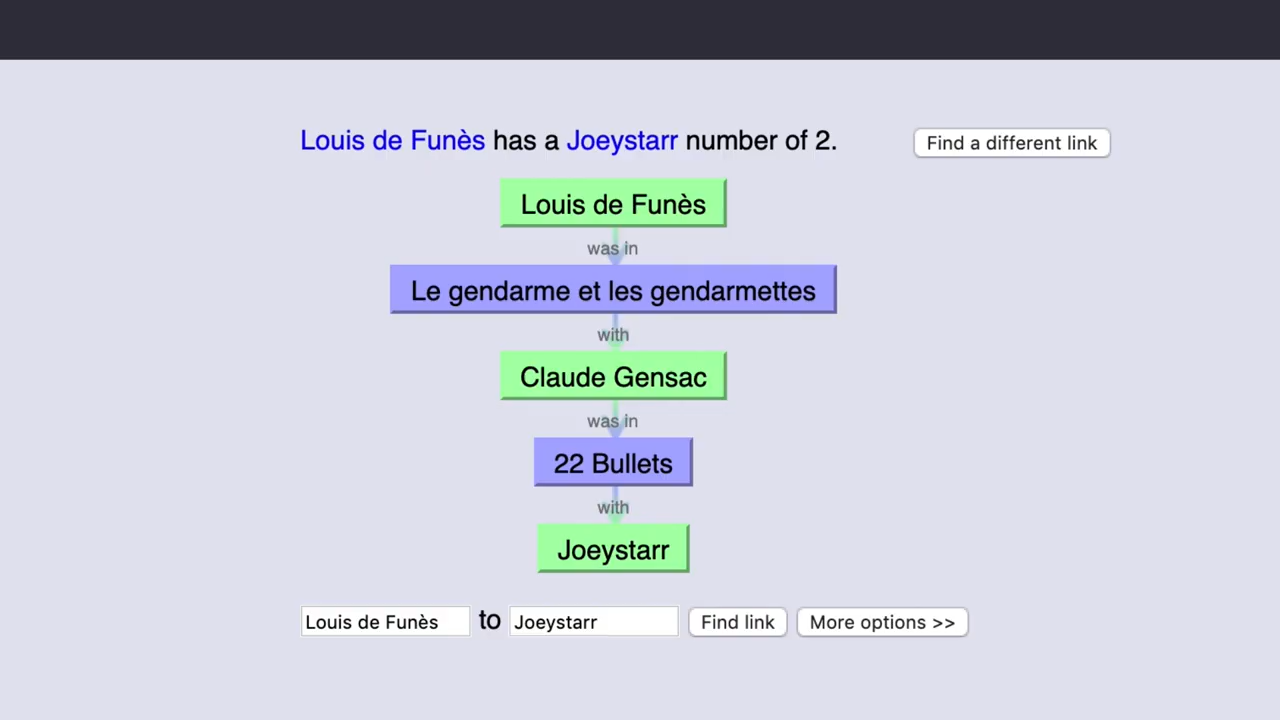 Louis de Funès has a Joeystarr number of 2.
Find a different link
Louis de Funès
was in
Le gendarme et les gendarmettes
with
Claude Gensac
was in
22 Bullets
with
Joeystarr
Louis de Funès to Joeystarr Find link More options >>